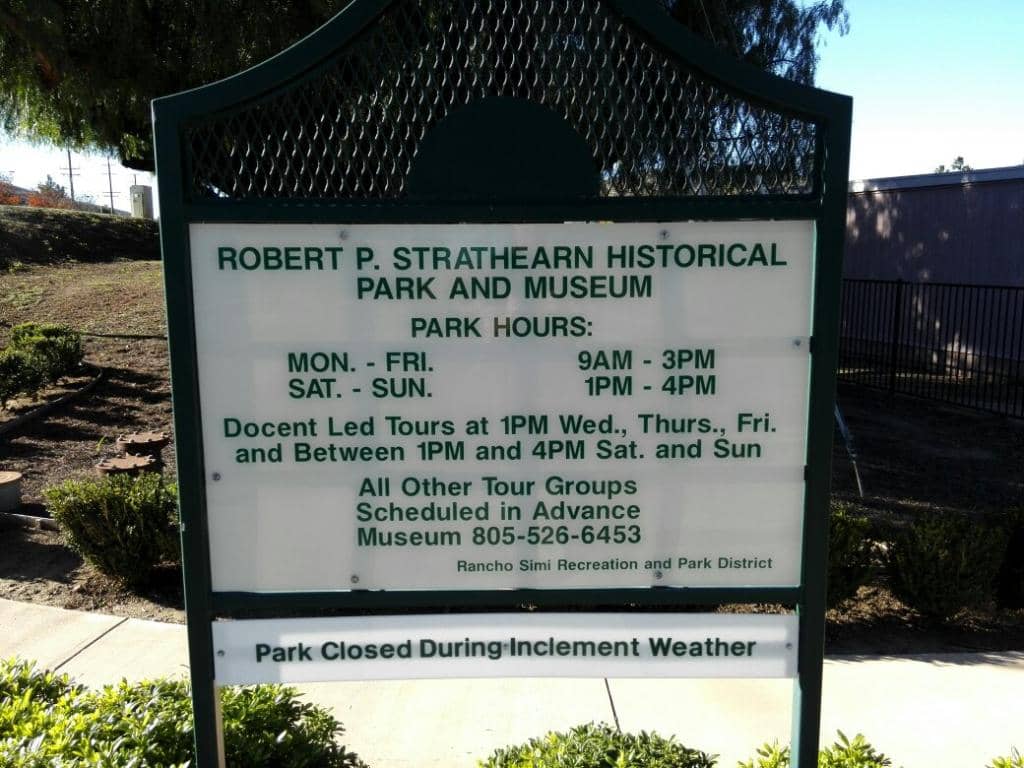 ROBERT P. STRATHEARN HISTORICAL
PARK AND MUSEUM
PARK HOURS:
MON. - FRI. 9AM - 3PM
SAT. - SUN. 1PM - 4PM
Docent Led Tours at 1PM Wed., Thurs., Fri.
and Between 1PM and 4PM Sat. and Sun
All Other Tour Groups
Scheduled in Advance
Museum 805-526-6453
Rancho Simi Recreation and Park District
Park Closed During Inclement Weather